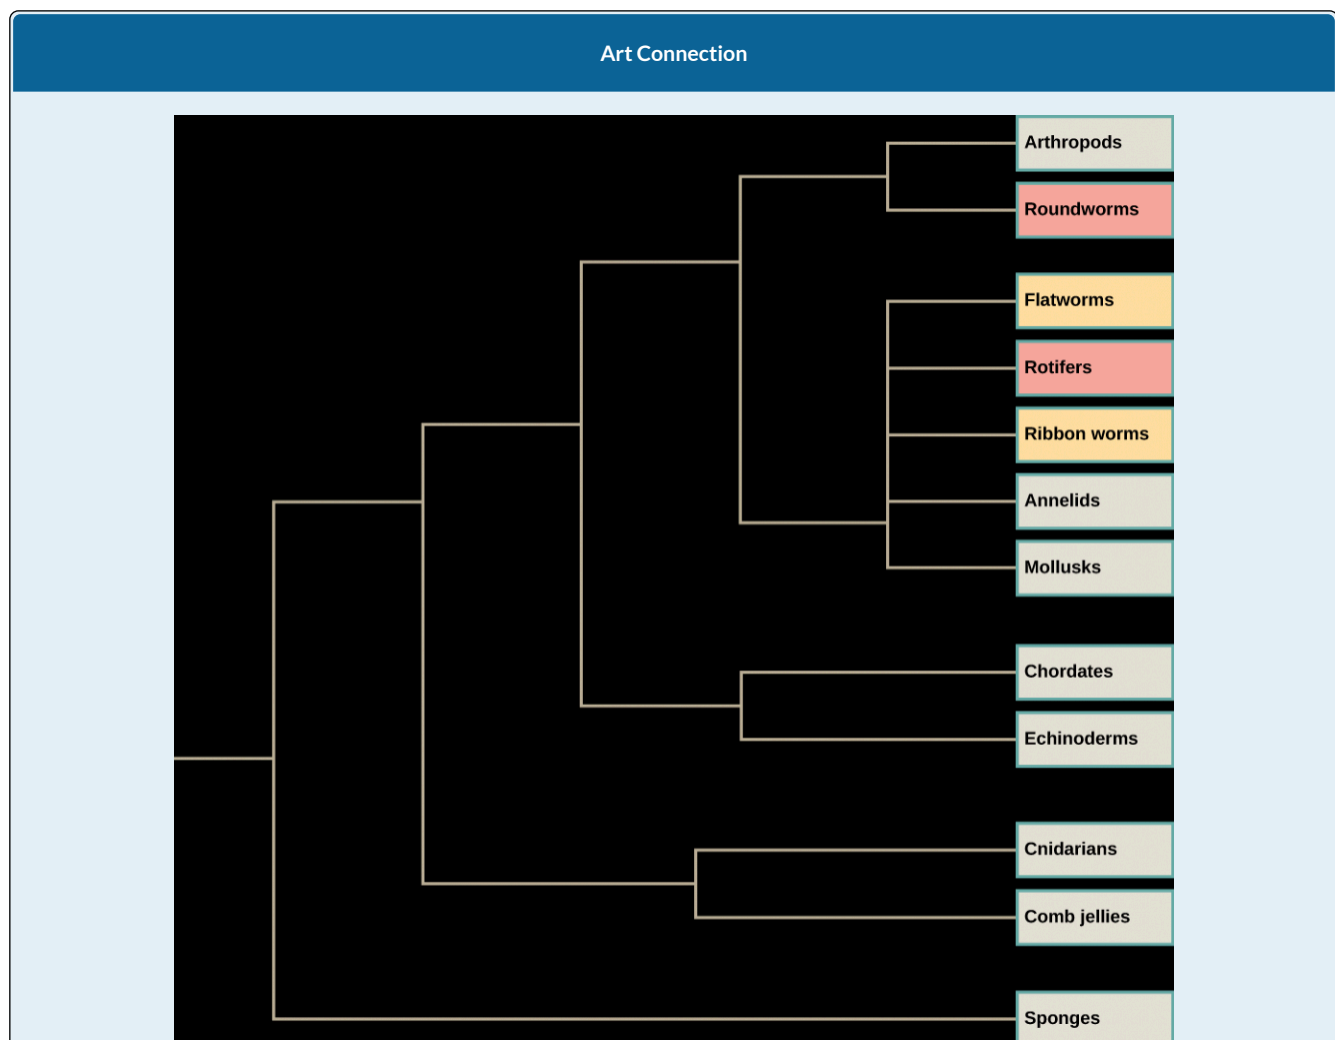 Art Connection
Arthropods
Roundworms
Flatworms
Rotifers
Ribbon worms
Annelids
Mollusks
Chordates
Echinoderms
Cnidarians
Comb jellies
Sponges